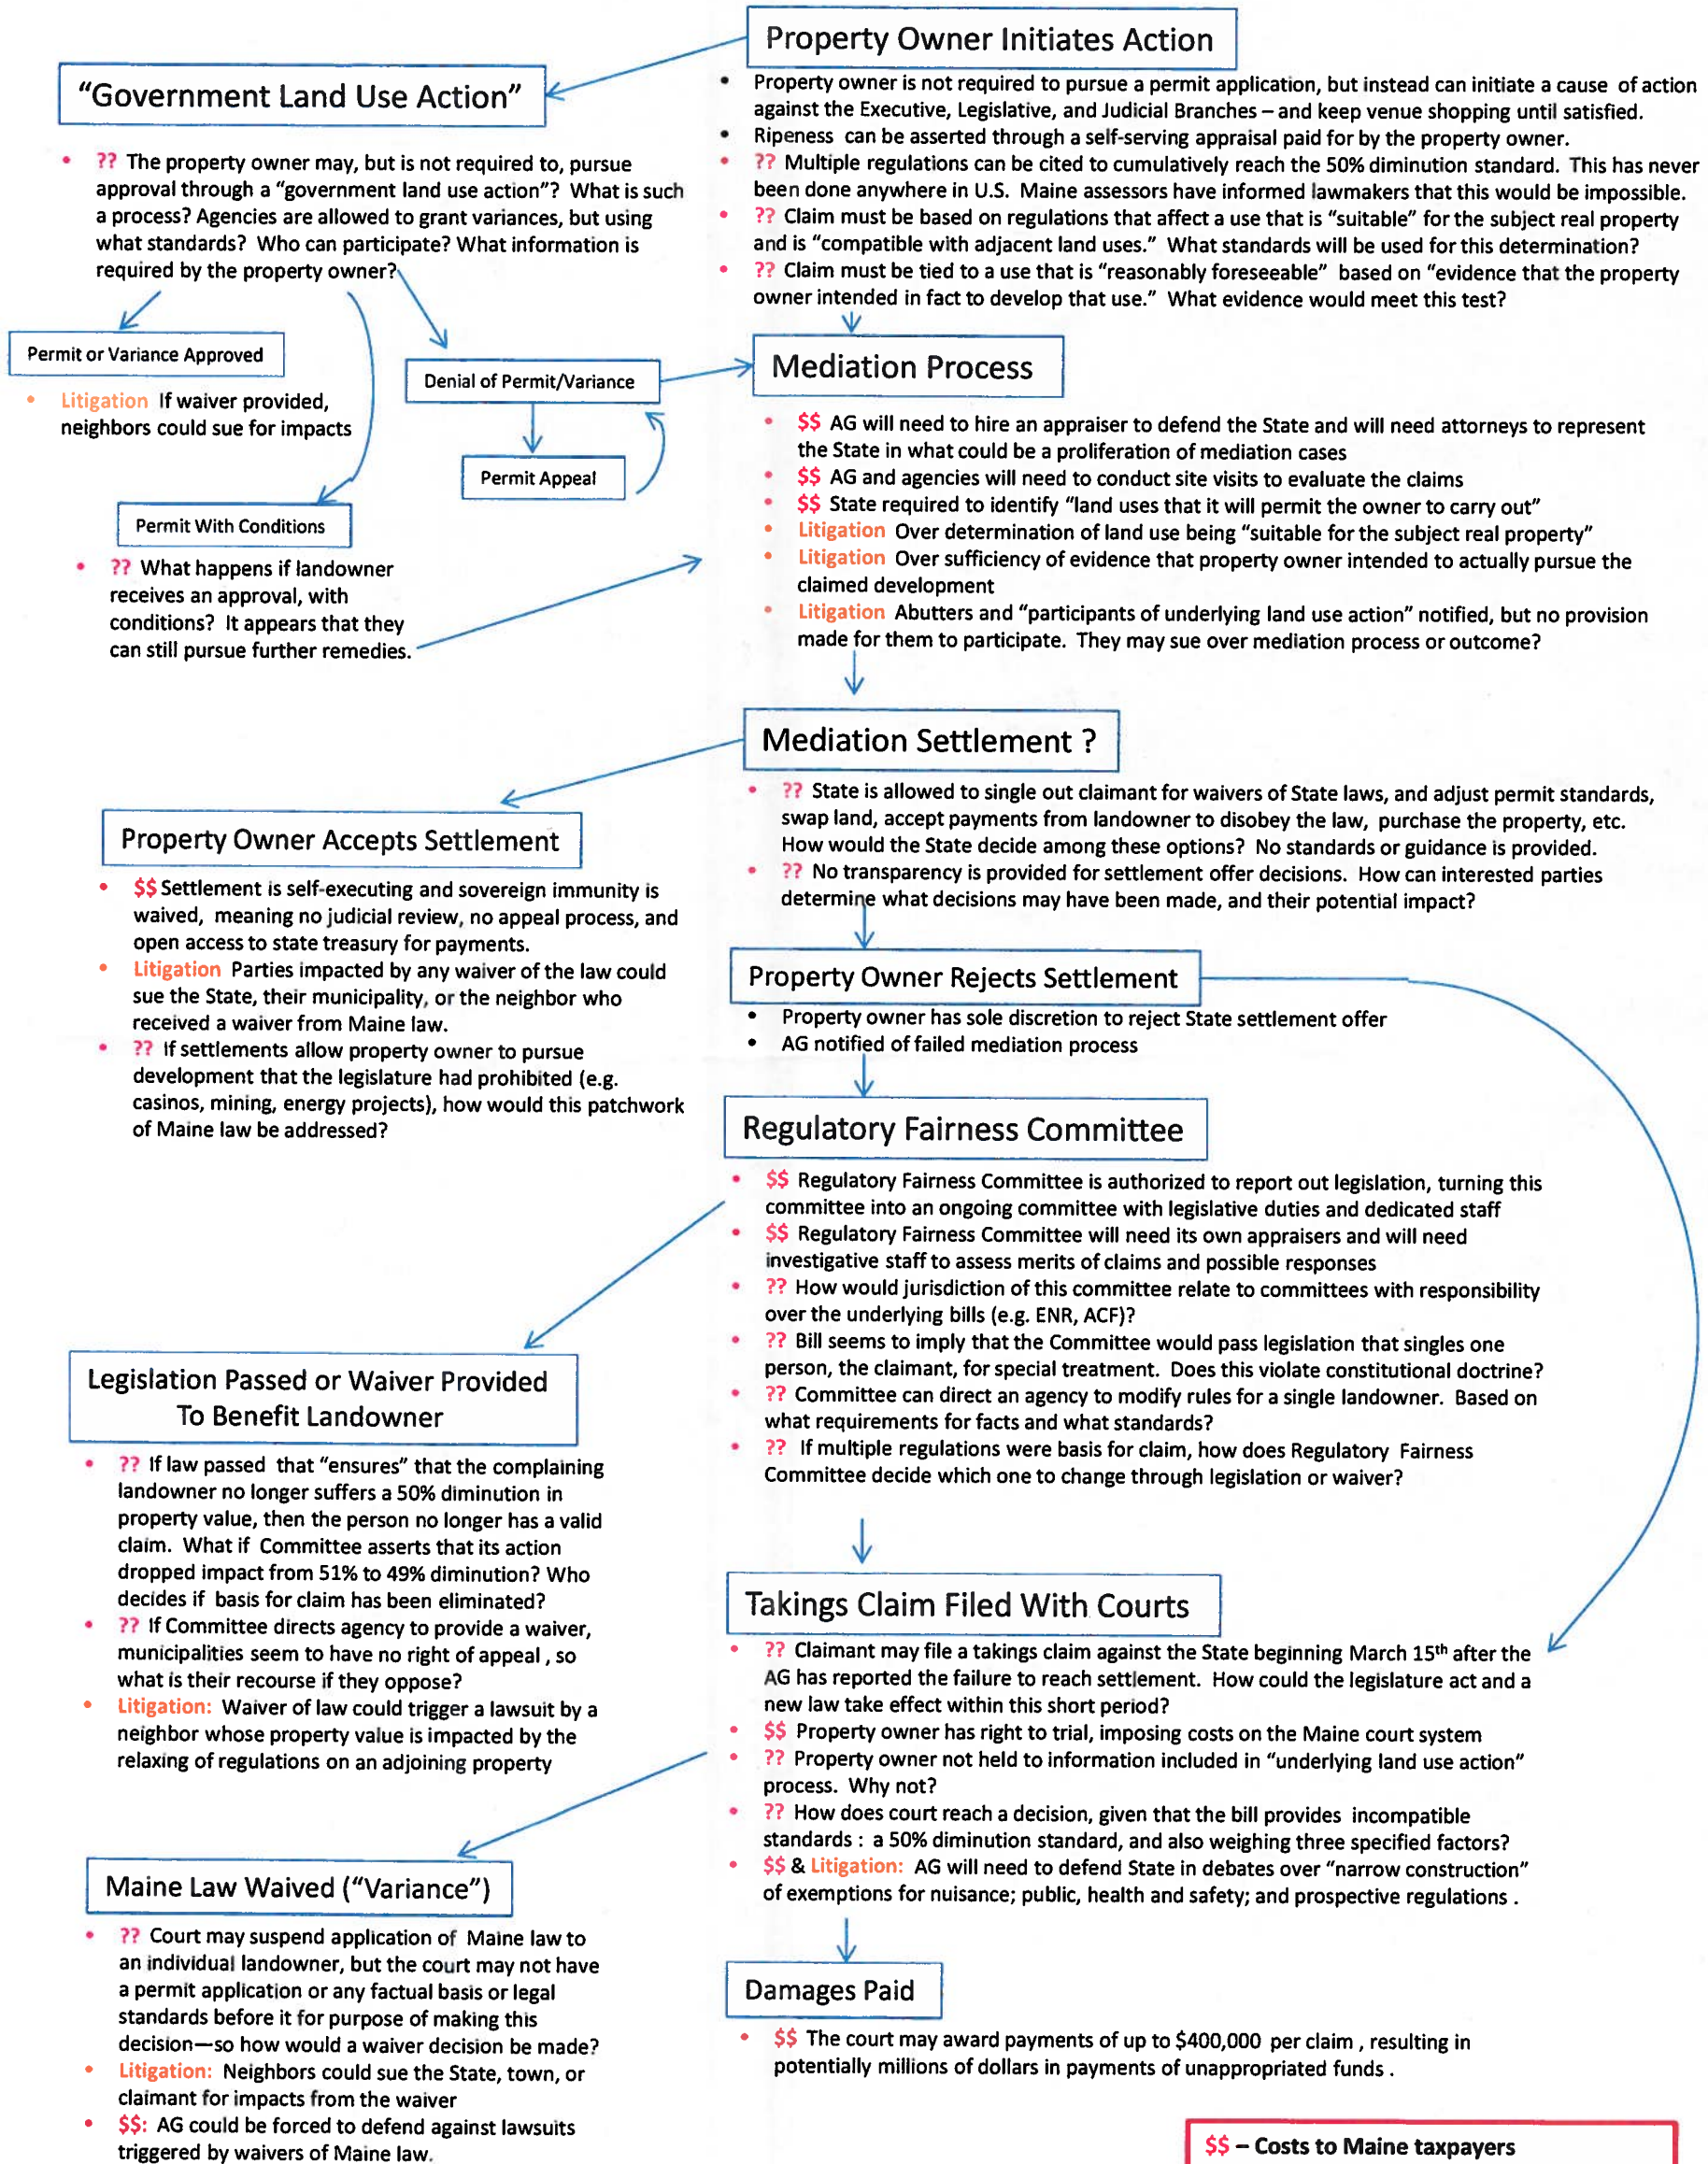 Property Owner Initiates Action
• Property owner is not required to pursue a permit application, but instead can initiate a cause of action
against the Executive, Legislative, and Judicial Branches – and keep venue shopping until satisfied.
• Ripeness can be asserted through a self-serving appraisal paid for by the property owner.
• ?? Multiple regulations can be cited to cumulatively reach the 50% diminution standard. This has never
been done anywhere in U.S. Maine assessors have informed lawmakers that this would be impossible.
• ?? Claim must be based on regulations that affect a use that is “suitable” for the subject real property
and is “compatible with adjacent land uses.” What standards will be used for this determination?
• ?? Claim must be tied to a use that is “reasonably foreseeable” based on “evidence that the property
owner intended in fact to develop that use.” What evidence would meet this test?
“Government Land Use Action”
• ?? The property owner may, but is not required to, pursue
approval through a “government land use action”? What is such
a process? Agencies are allowed to grant variances, but using
what standards? Who can participate? What information is
required by the property owner?
Permit or Variance Approved
• Litigation If waiver provided,
neighbors could sue for impacts
Denial of Permit/Variance
Permit Appeal
Permit With Conditions
• ?? What happens if landowner
receives an approval, with
conditions? It appears that they
can still pursue further remedies.
Mediation Process
• $$ AG will need to hire an appraiser to defend the State and will need attorneys to represent
the State in what could be a proliferation of mediation cases
• $$ AG and agencies will need to conduct site visits to evaluate the claims
• $$ State required to identify “land uses that it will permit the owner to carry out”
• Litigation Over determination of land use being “suitable for the subject real property”
• Litigation Over sufficiency of evidence that property owner intended to actually pursue the
claimed development
• Litigation Abutters and “participants of underlying land use action” notified, but no provision
made for them to participate. They may sue over mediation process or outcome?
Mediation Settlement ?
• ?? State is allowed to single out claimant for waivers of State laws, and adjust permit standards,
swap land, accept payments from landowner to disobey the law, purchase the property, etc.
How would the State decide among these options? No standards or guidance is provided.
• ?? No transparency is provided for settlement offer decisions. How can interested parties
determine what decisions may have been made, and their potential impact?
Property Owner Accepts Settlement
• $$ Settlement is self-executing and sovereign immunity is
waived, meaning no judicial review, no appeal process, and
open access to state treasury for payments.
• Litigation Parties impacted by any waiver of the law could
sue the State, their municipality, or the neighbor who
received a waiver from Maine law.
• ?? If settlements allow property owner to pursue
development that the legislature had prohibited (e.g.
casinos, mining, energy projects), how would this patchwork
of Maine law be addressed?
Property Owner Rejects Settlement
• Property owner has sole discretion to reject State settlement offer
• AG notified of failed mediation process
Regulatory Fairness Committee
• $$ Regulatory Fairness Committee is authorized to report out legislation, turning this
committee into an ongoing committee with legislative duties and dedicated staff
• $$ Regulatory Fairness Committee will need its own appraisers and will need
investigative staff to assess merits of claims and possible responses
• ?? How would jurisdiction of this committee relate to committees with responsibility
over the underlying bills (e.g. ENR, ACF)?
• ?? Bill seems to imply that the Committee would pass legislation that singles one
person, the claimant, for special treatment. Does this violate constitutional doctrine?
• ?? Committee can direct an agency to modify rules for a single landowner. Based on
what requirements for facts and what standards?
• ?? If multiple regulations were basis for claim, how does Regulatory Fairness
Committee decide which one to change through legislation or waiver?
Legislation Passed or Waiver Provided
To Benefit Landowner
• ?? If law passed that “ensures” that the complaining
landowner no longer suffers a 50% diminution in
property value, then the person no longer has a valid
claim. What if Committee asserts that its action
dropped impact from 51% to 49% diminution? Who
decides if basis for claim has been eliminated?
• ?? If Committee directs agency to provide a waiver,
municipalities seem to have no right of appeal , so
what is their recourse if they oppose?
• Litigation: Waiver of law could trigger a lawsuit by a
neighbor whose property value is impacted by the
relaxing of regulations on an adjoining property
Takings Claim Filed With Courts
• ?? Claimant may file a takings claim against the State beginning March 15th after the
AG has reported the failure to reach settlement. How could the legislature act and a
new law take effect within this short period?
• $$ Property owner has right to trial, imposing costs on the Maine court system
• ?? Property owner not held to information included in “underlying land use action”
process. Why not?
• ?? How does court reach a decision, given that the bill provides incompatible
standards : a 50% diminution standard, and also weighing three specified factors?
• $$ & Litigation: AG will need to defend State in debates over “narrow construction”
of exemptions for nuisance; public, health and safety; and prospective regulations .
Maine Law Waived (“Variance”)
• ?? Court may suspend application of Maine law to
an individual landowner, but the court may not have
a permit application or any factual basis or legal
standards before it for purpose of making this
decision—so how would a waiver decision be made?
• Litigation: Neighbors could sue the State, town, or
claimant for impacts from the waiver
• $$: AG could be forced to defend against lawsuits
triggered by waivers of Maine law.
Damages Paid
• $$ The court may award payments of up to $400,000 per claim , resulting in
potentially millions of dollars in payments of unappropriated funds .
$$ – Costs to Maine taxpayers